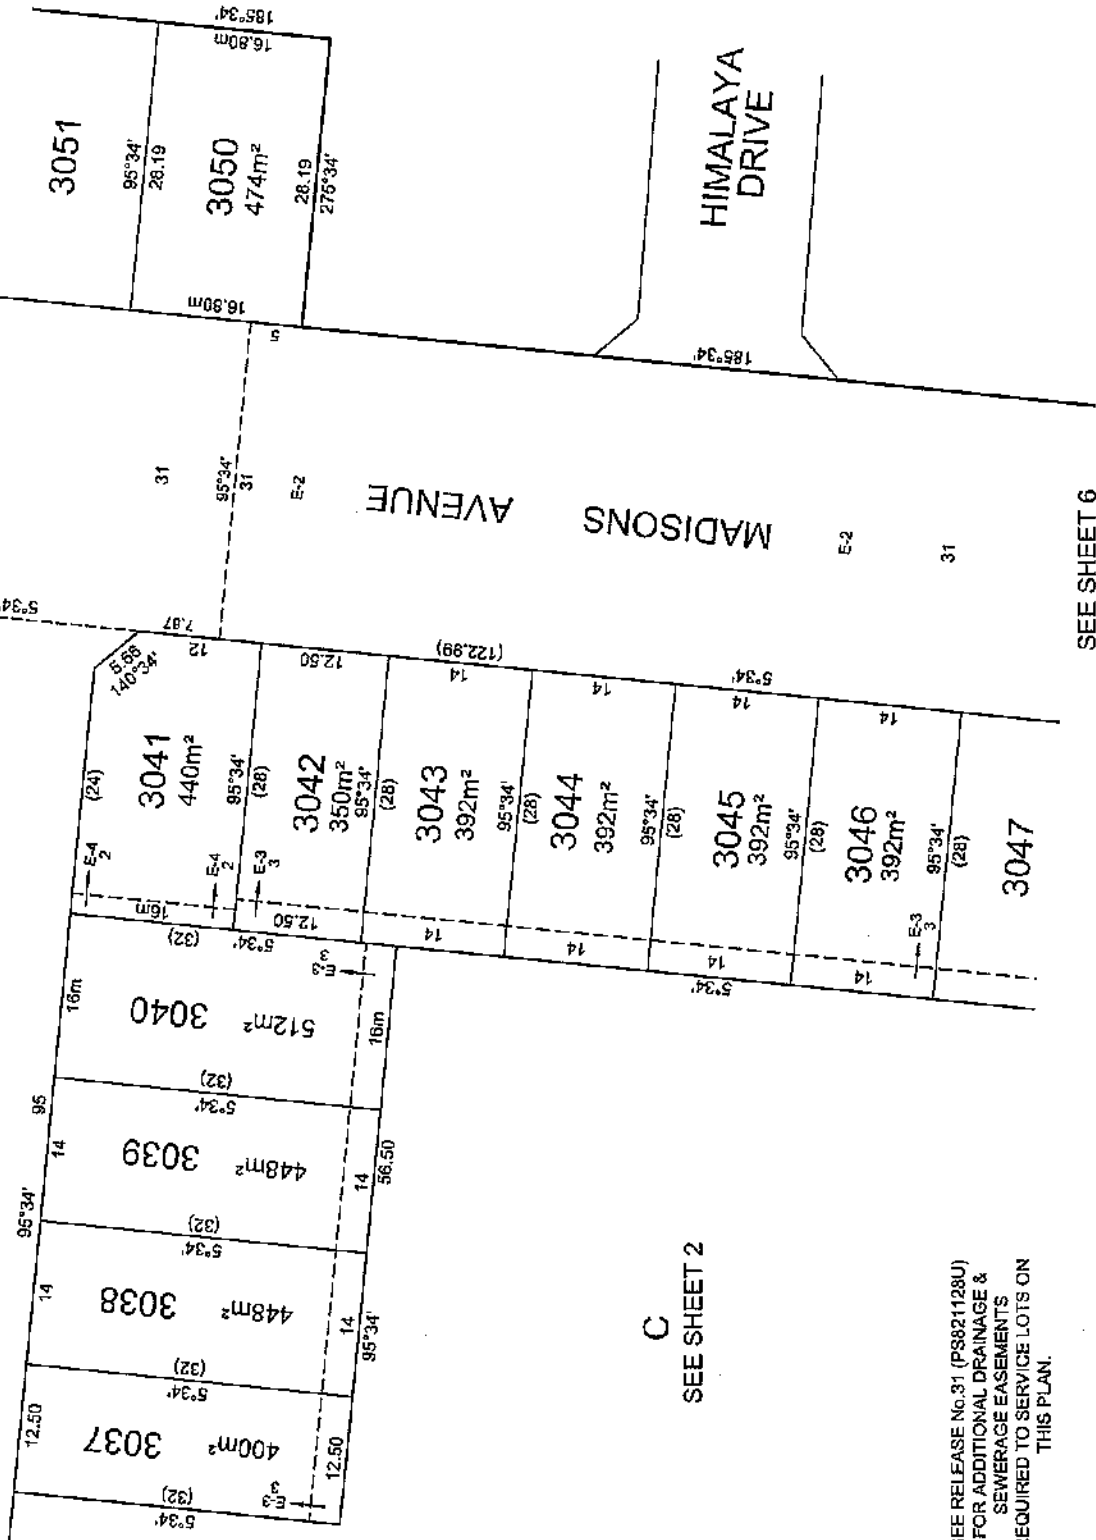 185°34'
16.80m
3051
95°34'
28.19
3050
474m²
28.19
275°34'
16.80m
5
HIMALAYA
DRIVE
185°34'
31
95°34'
31
E-2
MADISONS AVENUE
E-2
31
SEE SHEET 6
5°34'
7.87
12
5.66
140°34'
(24)
3041
440m²
E-4
2
E-4
2
16m
95°34'
(28)
12.50
(122.99)
E-3
3
3042
350m²
95°34'
(28)
12.50
14
3043
392m²
95°34'
(28)
14
14
3044
392m²
95°34'
(28)
14
5°34'
14
3045
392m²
95°34'
(28)
14
5°34'
14
3046
392m²
95°34'
(28)
14
E-3
3
3047
(32)
5°34'
16m
3040
512m²
E-3
3
16m
(32)
5°34'
95
14
3039
448m²
14
56.50
95°34'
(32)
5°34'
14
3038
448m²
14
95°34'
(32)
5°34'
12.50
3037
400m²
12.50
E-3
3
(32)
5°34'
C
SEE SHEET 2
RELEASE No.31 (PS821128U)
FOR ADDITIONAL DRAINAGE &
SEWERAGE EASEMENTS
TO SERVICE LOTS ON
THIS PLAN.